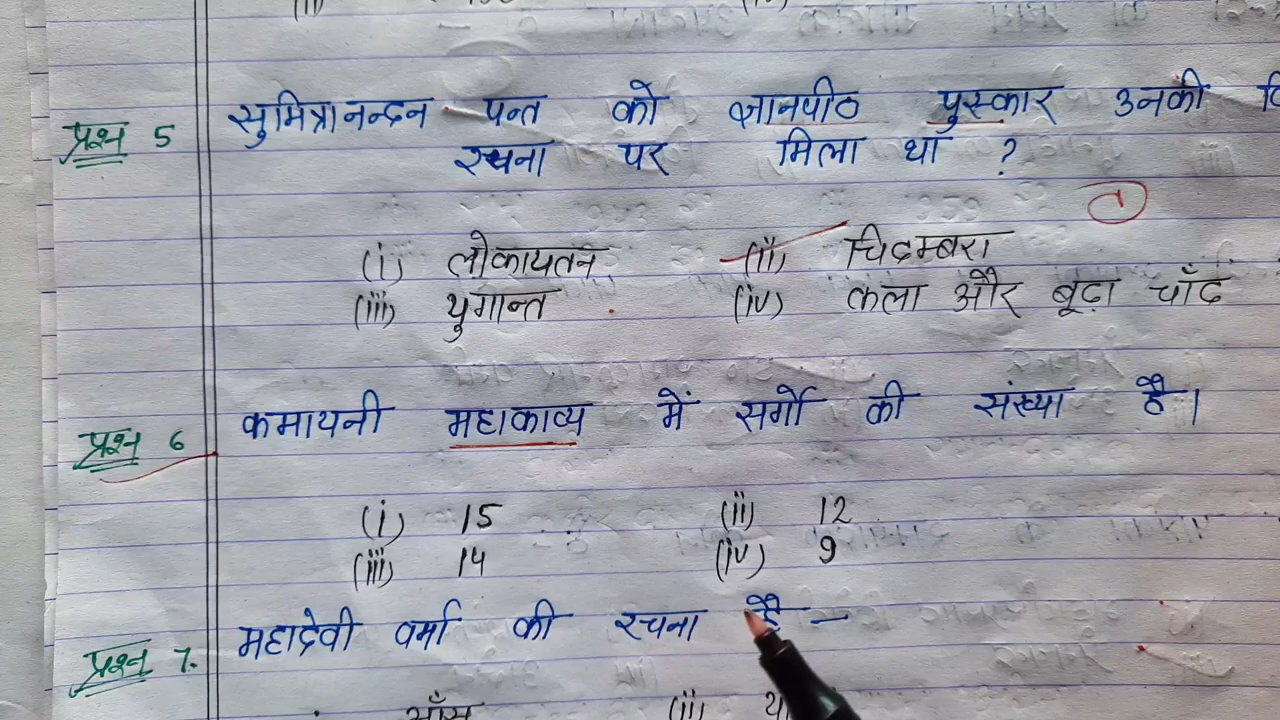 प्रश्न 5 सुमित्रानन्दन पन्त को ज्ञानपीठ पुरस्कार उनकी
रचना पर मिला था ?
(i) लोकायतन (ii) चिदम्बरा
(iii) युगान्त (iv) कला और बूढ़ा चाँद
प्रश्न 6 कमायनी महाकाव्य में सर्गो की संख्या है।
(i) 15 (ii) 12
(iii) 14 (iv) 9
प्रश्न 7. महादेवी वर्मा की रचना है –
(ii)